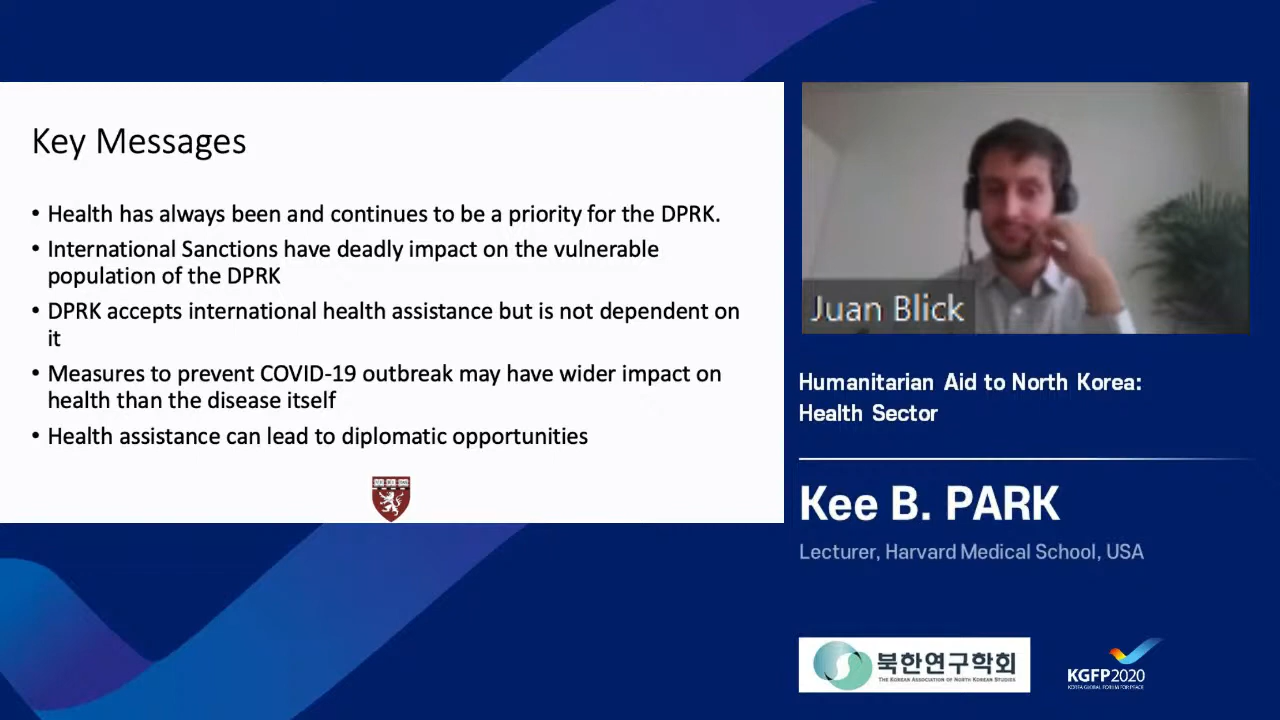 Key Messages
• Health has always been and continues to be a priority for the DPRK.
• International Sanctions have deadly impact on the vulnerable
population of the DPRK
• DPRK accepts international health assistance but is not dependent on
it
• Measures to prevent COVID-19 outbreak may have wider impact on
health than the disease itself
• Health assistance can lead to diplomatic opportunities
Juan Blick
Humanitarian Aid to North Korea:
Health Sector
Kee B. PARK
Lecturer, Harvard Medical School, USA
북한연구학회
THE KOREAN ASSOCIATION OF NORTH KOREAN STUDIES
KGFP2020
KOREA GLOBAL FORUM FOR PEACE